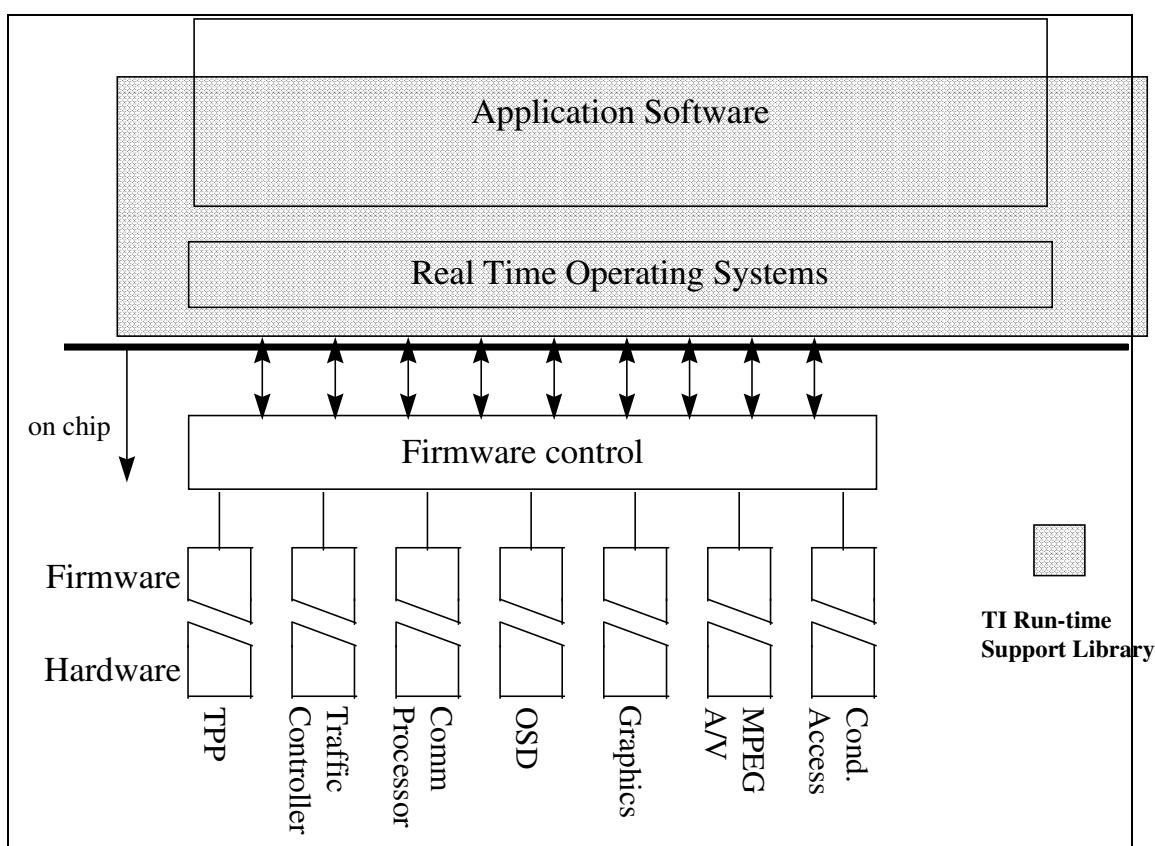 Application Software
Real Time Operating Systems
on chip
Firmware control
Firmware
Hardware
TI Run-time
Support Library
TPP
Traffic
Controller
Comm
Processor
OSD
Graphics
MPEG
A/V
Cond.
Access